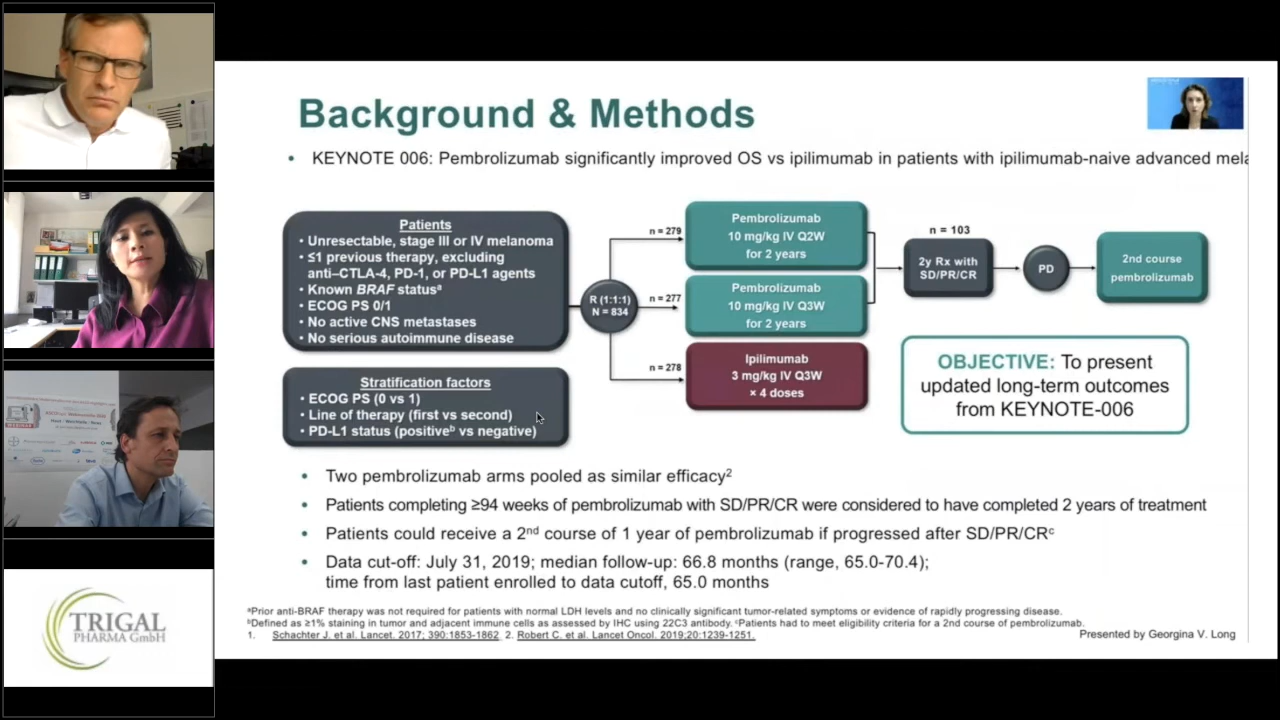 Background & Methods
• KEYNOTE 006: Pembrolizumab significantly improved OS vs ipilimumab in patients with ipilimumab-naive advanced mela
Patients
• Unresectable, stage III or IV melanoma
• ≤1 previous therapy, excluding
anti–CTLA-4, PD-1, or PD-L1 agents
• Known BRAF statusᵃ
• ECOG PS 0/1
• No active CNS metastases
• No serious autoimmune disease
Stratification factors
• ECOG PS (0 vs 1)
• Line of therapy (first vs second)
• PD-L1 status (positiveᵇ vs negative)
R (1:1:1)
N = 834
n = 279
n = 277
n = 278
Pembrolizumab
10 mg/kg IV Q2W
for 2 years
Pembrolizumab
10 mg/kg IV Q3W
for 2 years
Ipilimumab
3 mg/kg IV Q3W
× 4 doses
n = 103
2y Rx with
SD/PR/CR
PD
2nd course
pembrolizumab
OBJECTIVE: To present
updated long-term outcomes
from KEYNOTE-006
• Two pembrolizumab arms pooled as similar efficacy²
• Patients completing ≥94 weeks of pembrolizumab with SD/PR/CR were considered to have completed 2 years of treatment
• Patients could receive a 2ⁿᵈ course of 1 year of pembrolizumab if progressed after SD/PR/CRᶜ
• Data cut-off: July 31, 2019; median follow-up: 66.8 months (range, 65.0-70.4);
time from last patient enrolled to data cutoff, 65.0 months
ᵃPrior anti-BRAF therapy was not required for patients with normal LDH levels and no clinically significant tumor-related symptoms or evidence of rapidly progressing disease.
ᵇDefined as ≥1% staining in tumor and adjacent immune cells as assessed by IHC using 22C3 antibody. ᶜPatients had to meet eligibility criteria for a 2nd course of pembrolizumab.
1. Schachter J. et al. Lancet. 2017; 390:1853-1862. 2. Robert C. et al. Lancet Oncol. 2019;20:1239-1251.
Presented by Georgina V. Long
TRIGAL
PHARMA GmbH